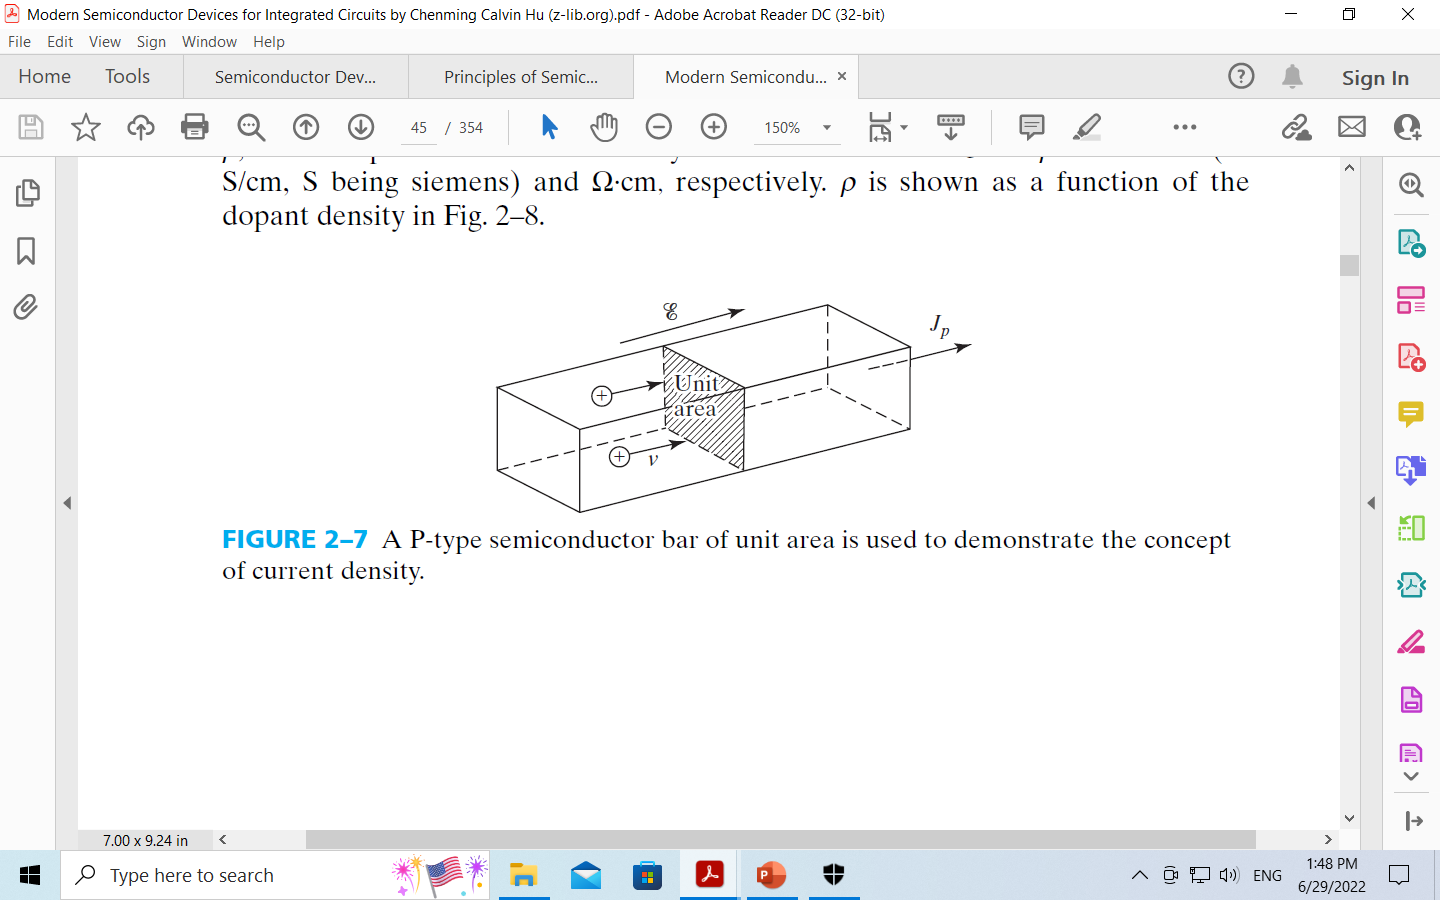 Modern Semiconductor Devices for Integrated Circuits by Chenming Calvin Hu (z-lib.org).pdf - Adobe Acrobat Reader DC (32-bit)
File Edit View Sign Window Help
Home Tools Semiconductor Dev... Principles of Semic... Modern Semicondu... × Sign In
45 / 354 150%
S/cm, S being siemens) and Ω·cm, respectively. ρ is shown as a function of the
dopant density in Fig. 2–8.
ℰ
Jp
Unit
area
+
+
v
FIGURE 2–7 A P-type semiconductor bar of unit area is used to demonstrate the concept
of current density.
7.00 x 9.24 in
Type here to search
ENG
1:48 PM
6/29/2022